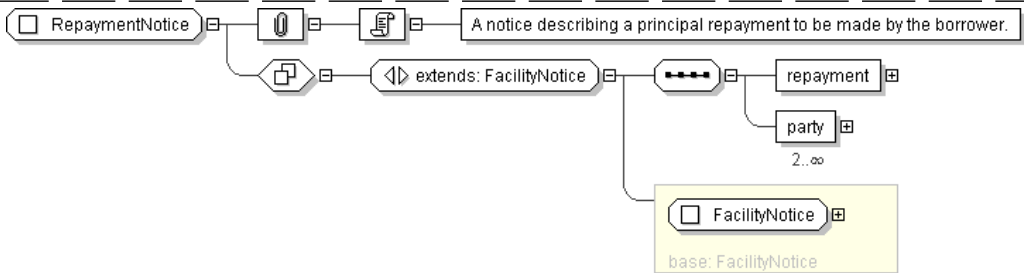 RepaymentNotice
A notice describing a principal repayment to be made by the borrower.
extends: FacilityNotice
repayment
party
2..∞
FacilityNotice
base: FacilityNotice